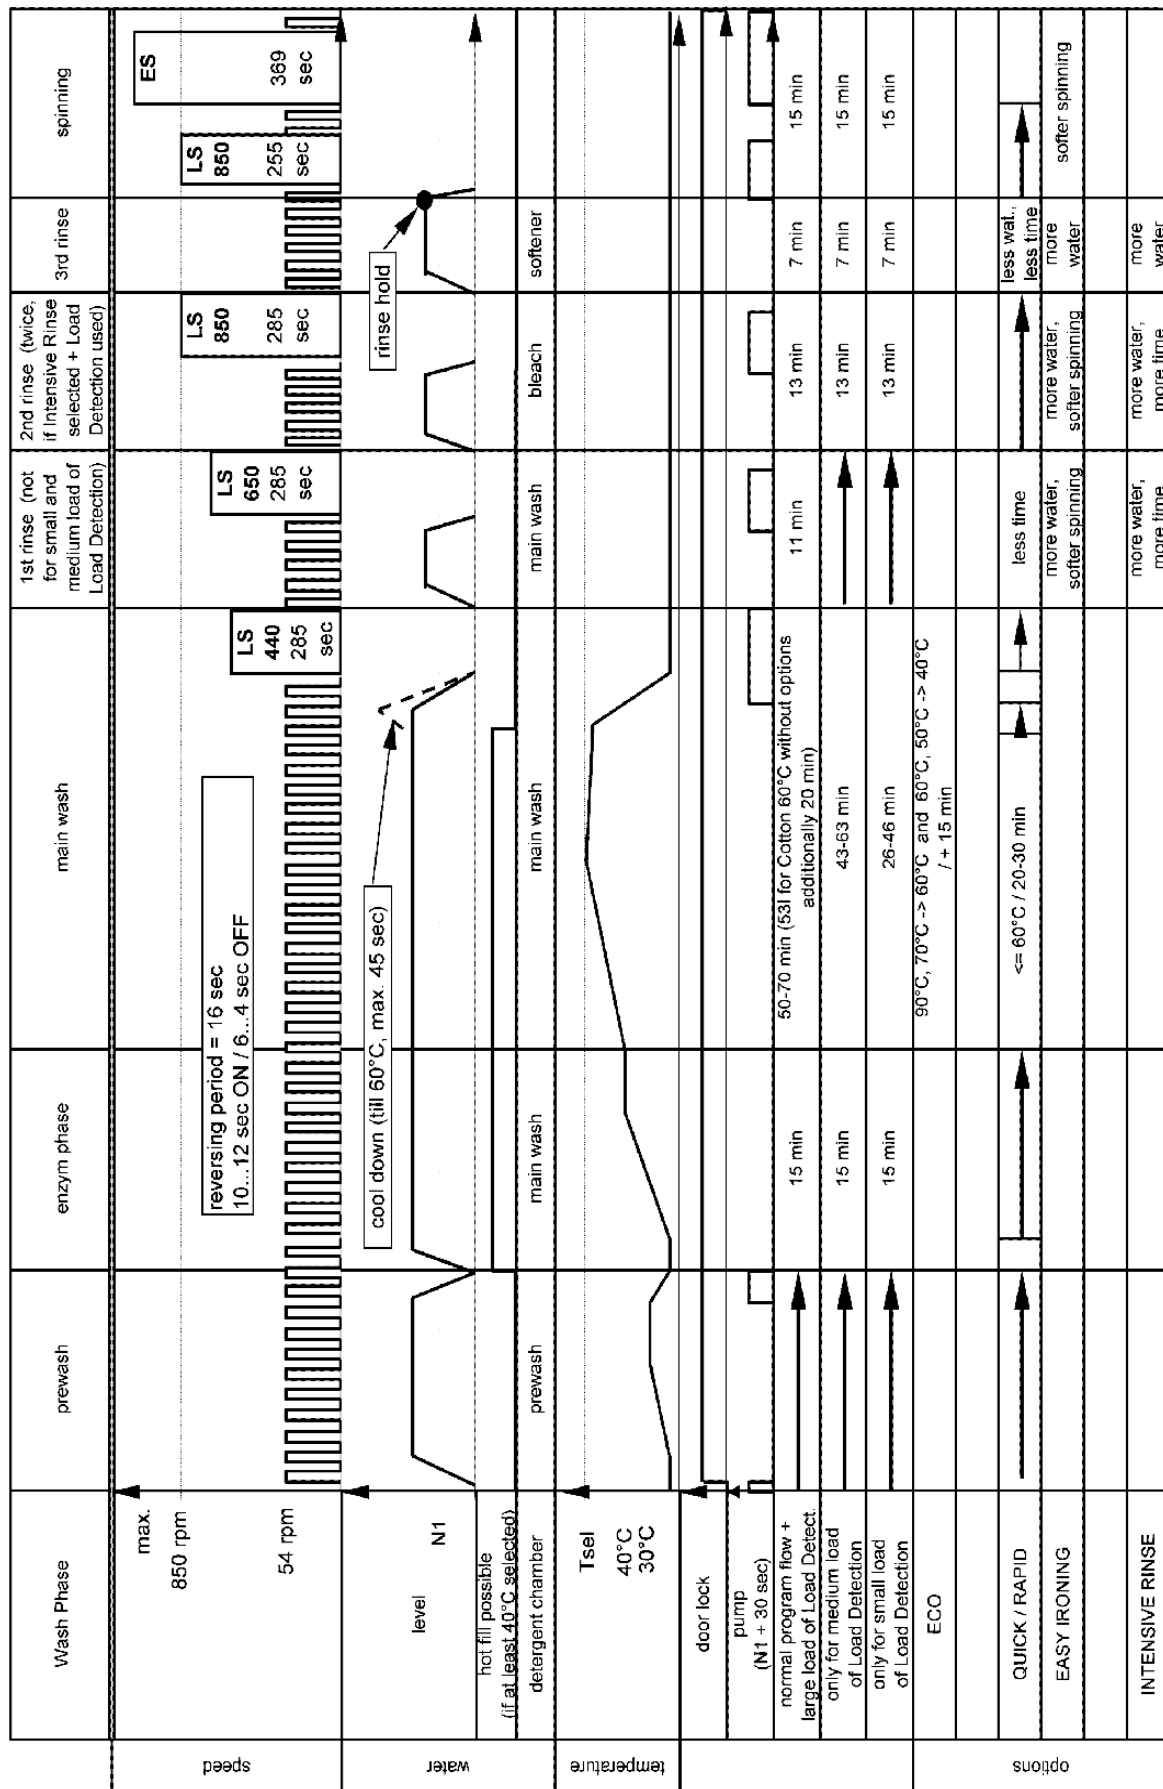 Wash Phase
prewash
enzym phase
main wash
1st rinse (not
for small and
medium load of
Load Detection)
2nd rinse (twice,
if Intensive Rinse
selected + Load
Detection used)
3rd rinse
spinning
speed
max.
850 rpm
54 rpm
reversing period = 16 sec
10...12 sec ON / 6...4 sec OFF
LS
440
285
sec
LS
650
285
sec
LS
850
285
sec
LS
850
255
sec
ES
369
sec
water
level
N1
cool down (till 60°C, max. 45 sec)
rinse hold
hot fill possible
(if at least 40°C selected)
detergent chamber
prewash
main wash
main wash
main wash
bleach
softener
temperature
Tsel
40°C
30°C
door lock
pump
(N1 + 30 sec)
normal program flow +
large load of Load Detect.
15 min
50-70 min (53l for Cotton 60°C without options
additionally 20 min)
11 min
13 min
7 min
15 min
only for medium load
of Load Detection
15 min
43-63 min
13 min
7 min
15 min
only for small load
of Load Detection
15 min
26-46 min
13 min
7 min
15 min
options
ECO
90°C, 70°C -> 60°C and 60°C, 50°C -> 40°C
/ + 15 min
QUICK / RAPID
<= 60°C / 20-30 min
less time
less wat.,
less time
EASY IRONING
more water,
softer spinning
more water,
softer spinning
more
water
softer spinning
INTENSIVE RINSE
more water,
more time
more water,
more time
more
water